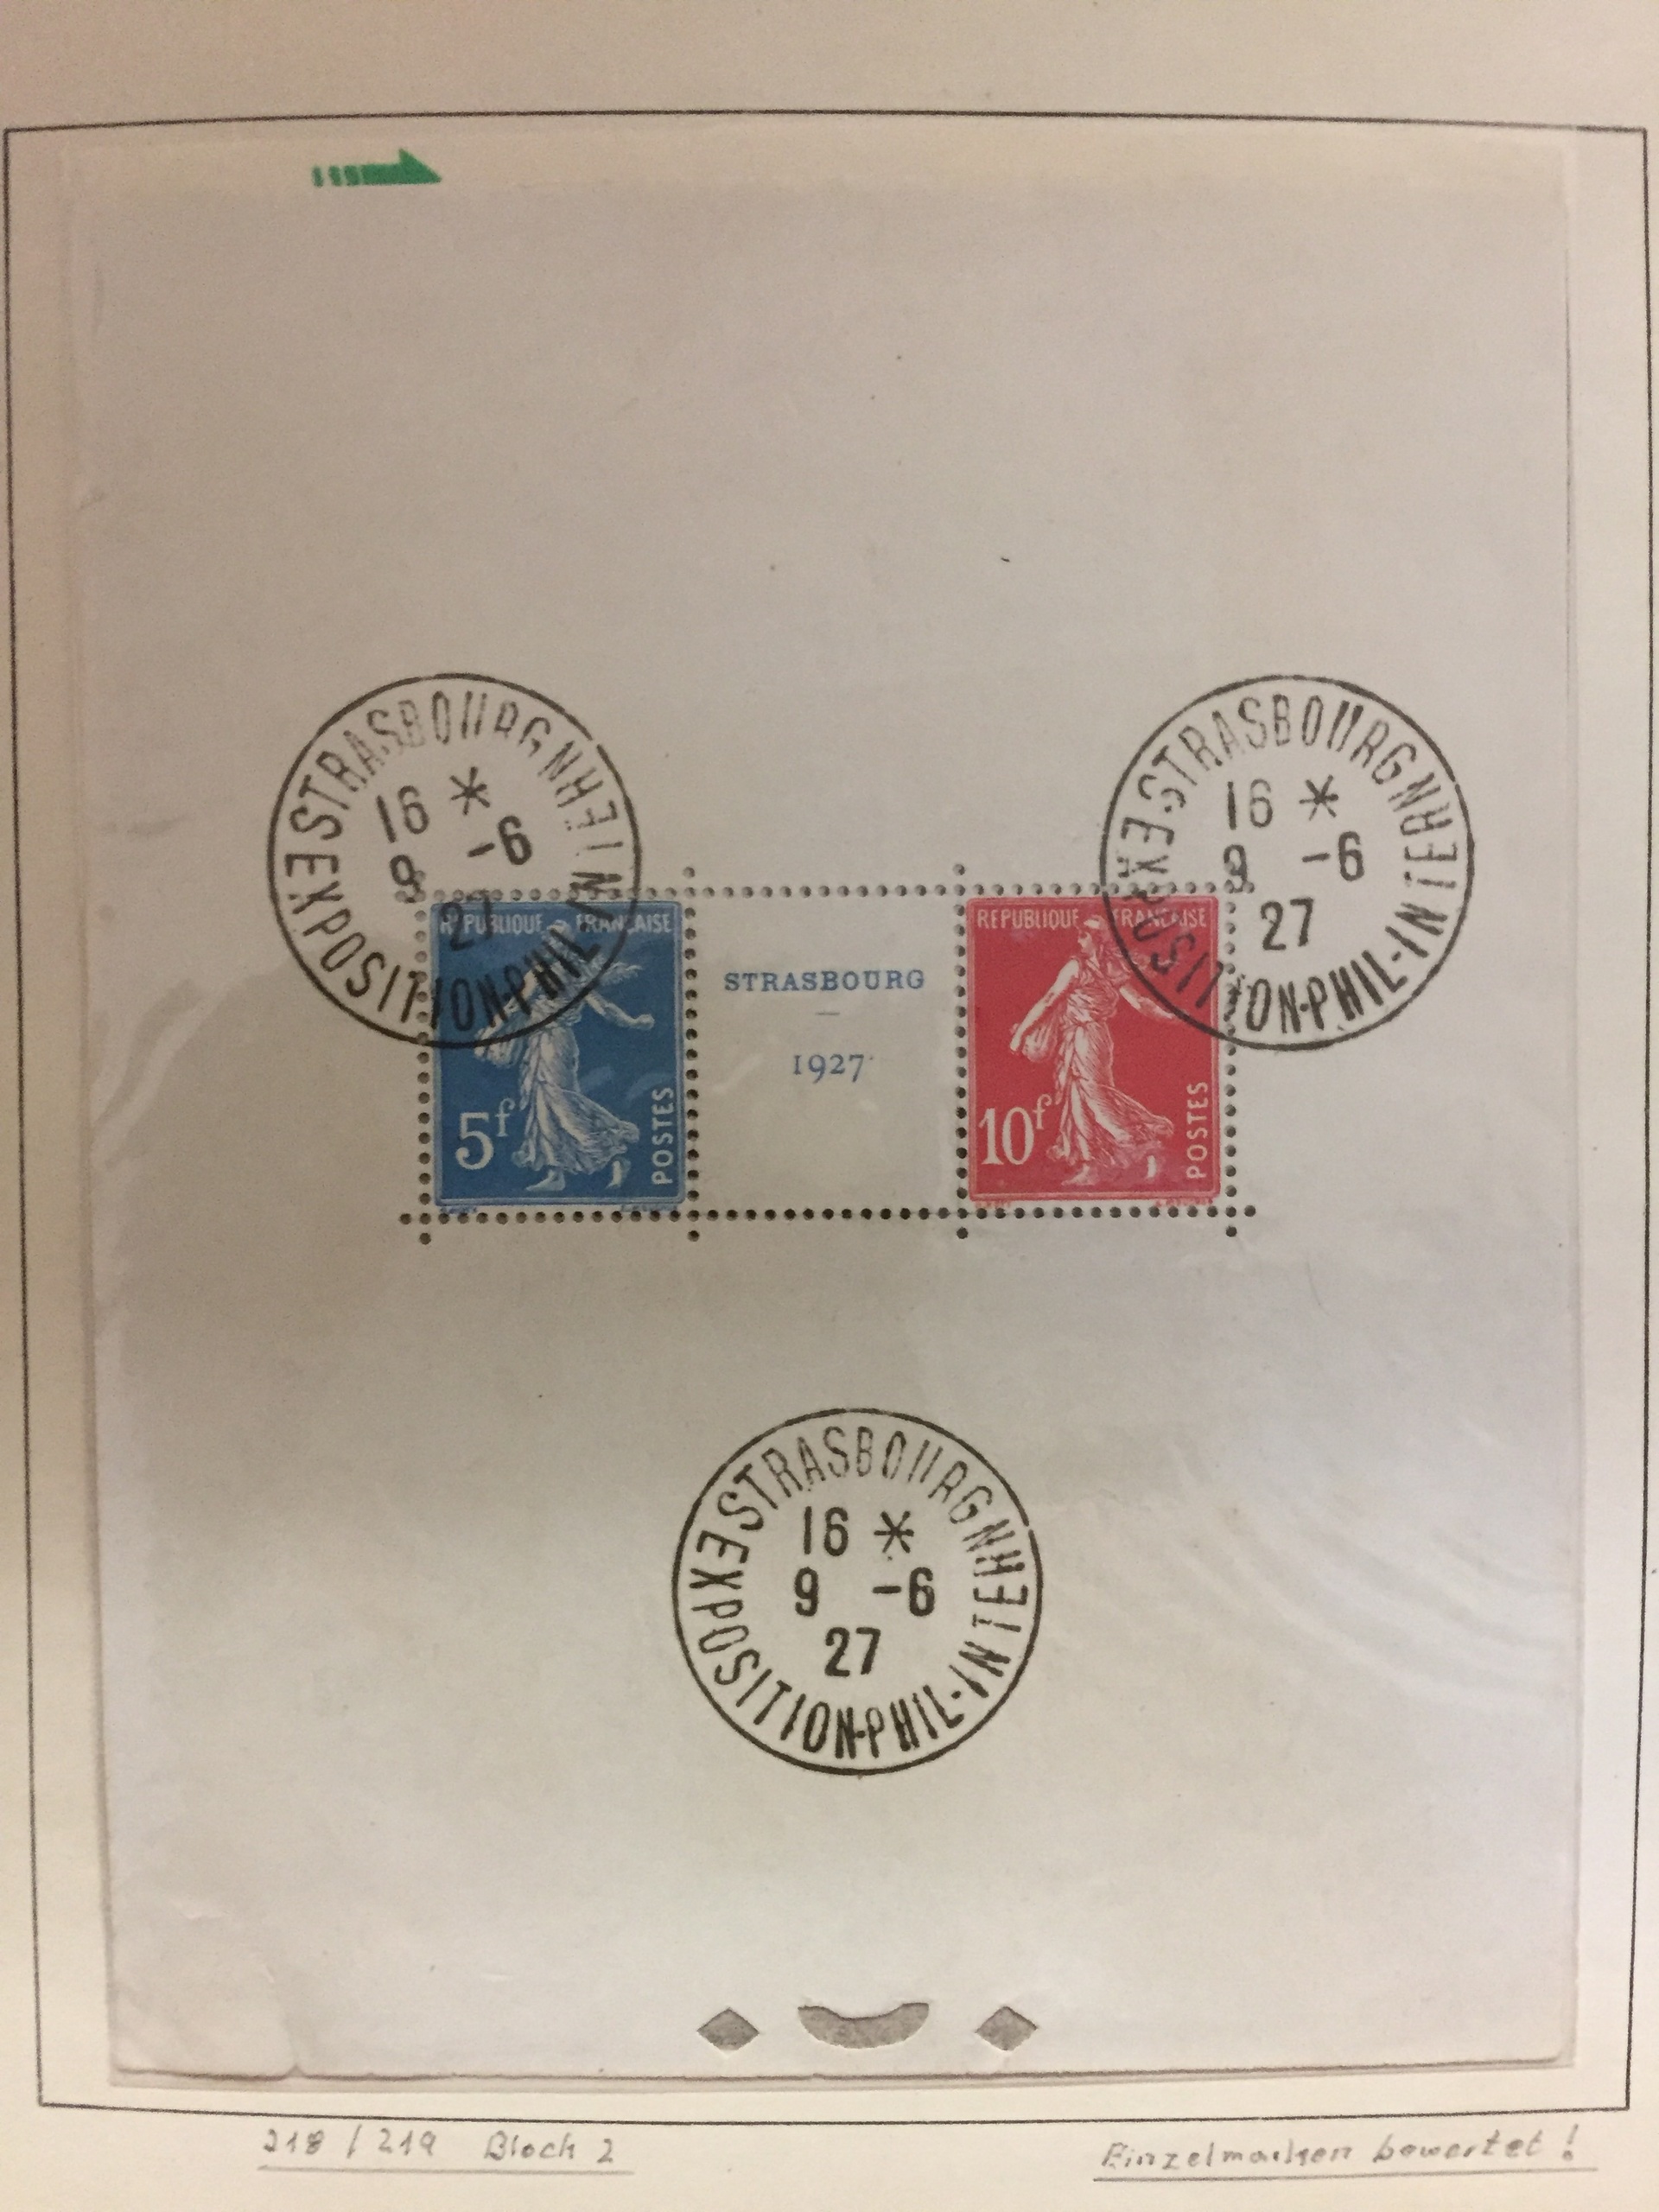 STRASBOURG
EXPOSITION-PHIL-INTERN
16 *
9 -6
27
STRASBOURG
EXPOSITION-PHIL-INTERN
16 *
9 -6
27
REPUBLIQUE FRANÇAISE
5f
POSTES
STRASBOURG
1927
REPUBLIQUE FRANÇAISE
10f
POSTES
STRASBOURG
EXPOSITION-PHIL-INTERN
16 *
9 -6
27
218/219 Block 2
Einzelmarken bewertet!